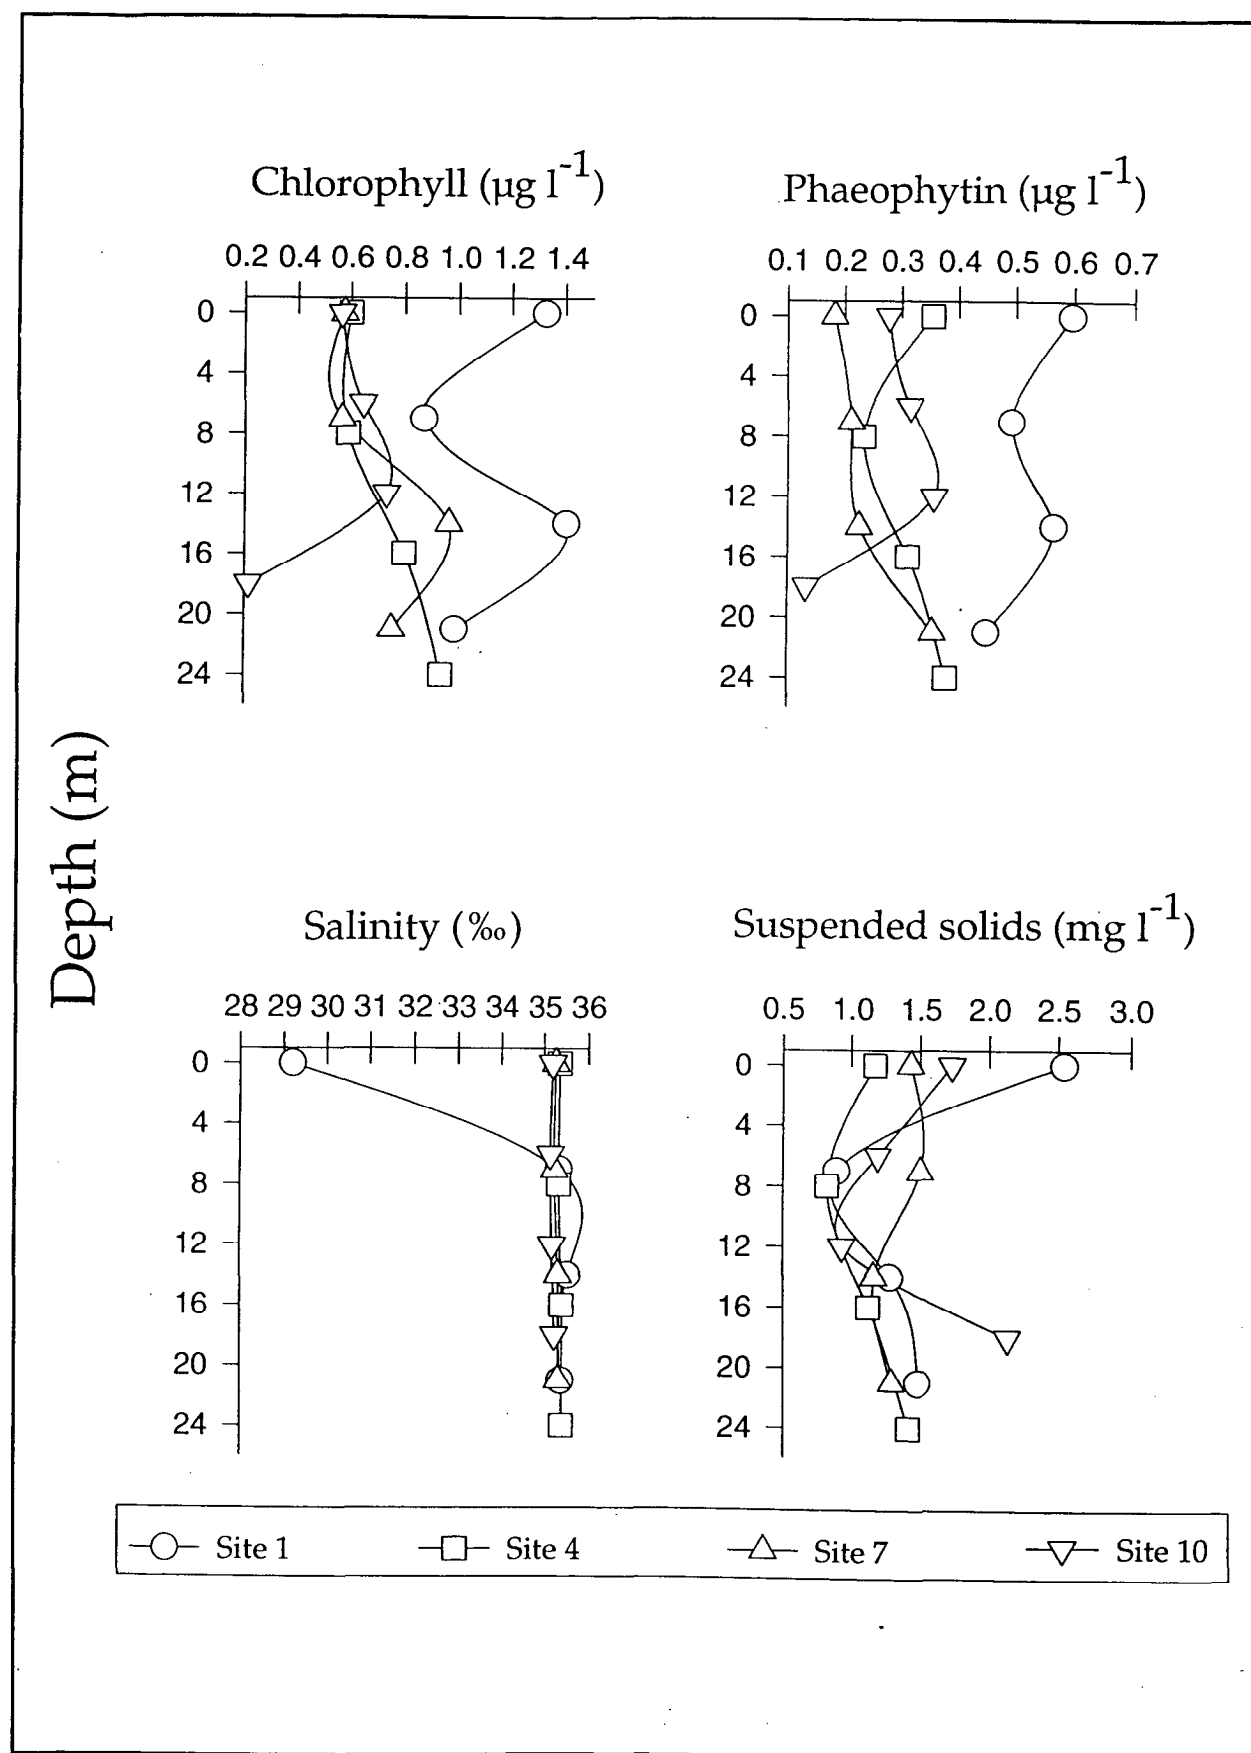 Chlorophyll (µg l⁻¹)
0.2 0.4 0.6 0.8 1.0 1.2 1.4
0
4
8
12
16
20
24
Phaeophytin (µg l⁻¹)
0.1 0.2 0.3 0.4 0.5 0.6 0.7
0
4
8
12
16
20
24
Depth (m)
Salinity (‰)
28 29 30 31 32 33 34 35 36
0
4
8
12
16
20
24
Suspended solids (mg l⁻¹)
0.5 1.0 1.5 2.0 2.5 3.0
0
4
8
12
16
20
24
Site 1 Site 4 Site 7 Site 10